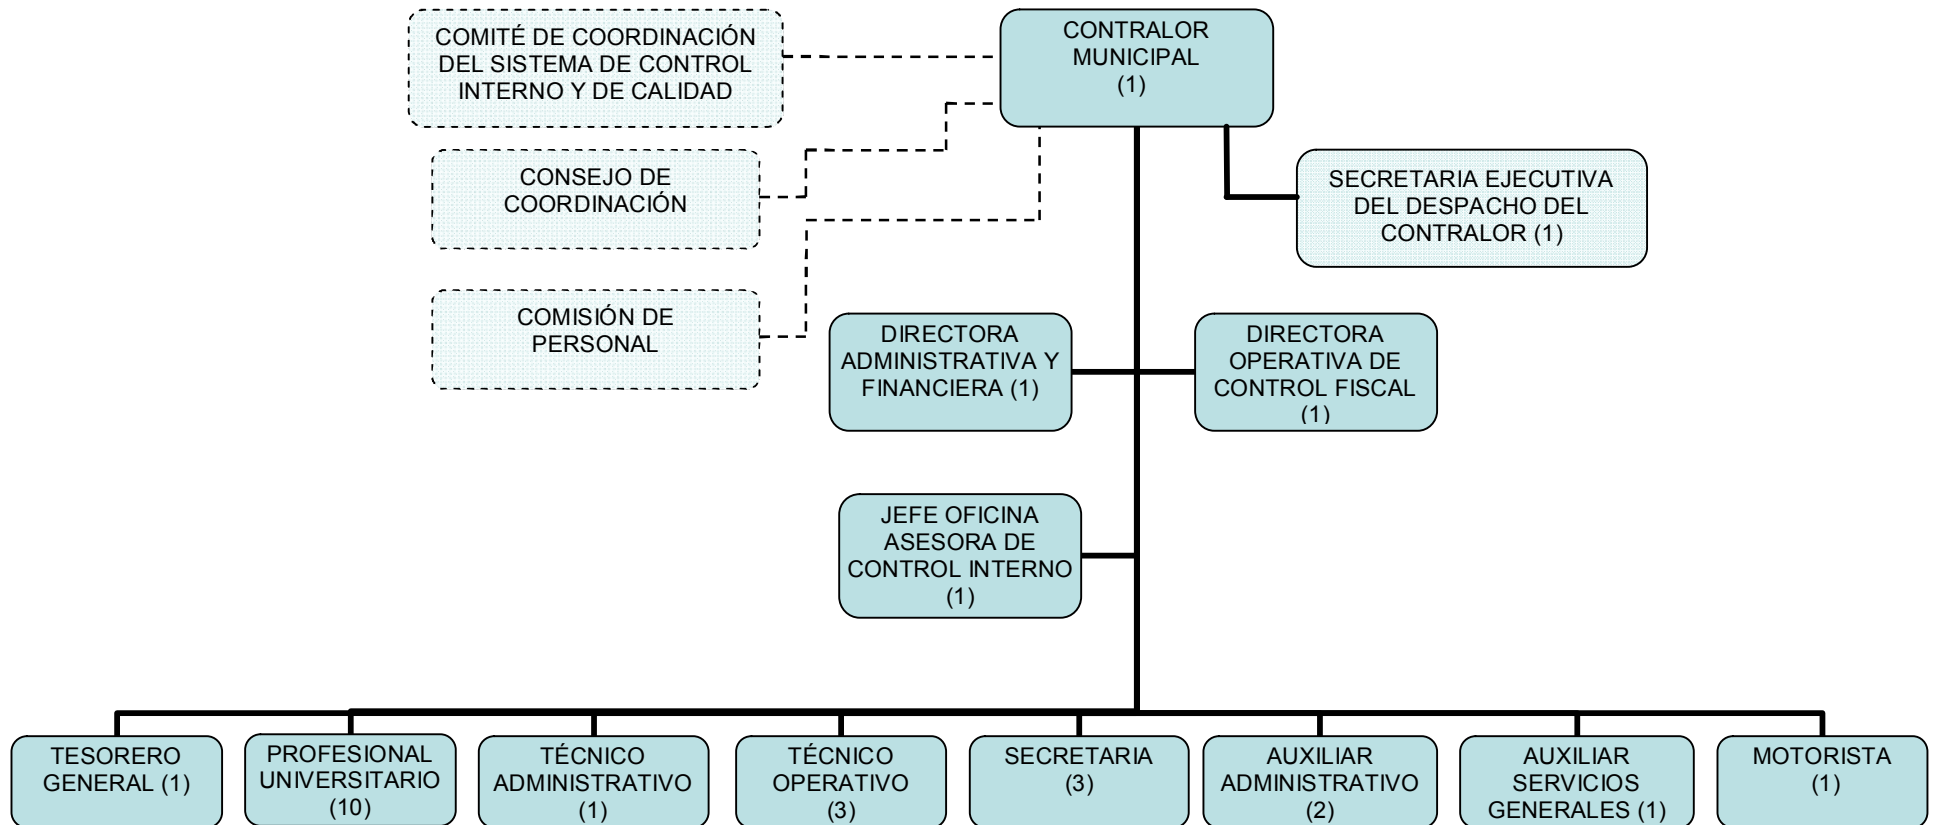 COMITÉ DE COORDINACIÓN
DEL SISTEMA DE CONTROL
INTERNO Y DE CALIDAD
CONTRALOR
MUNICIPAL
(1)
CONSEJO DE
COORDINACIÓN
SECRETARIA EJECUTIVA
DEL DESPACHO DEL
CONTRALOR (1)
COMISIÓN DE
PERSONAL
DIRECTORA
ADMINISTRATIVA Y
FINANCIERA (1)
DIRECTORA
OPERATIVA DE
CONTROL FISCAL
(1)
JEFE OFICINA
ASESORA DE
CONTROL INTERNO
(1)
TESORERO
GENERAL (1)
PROFESIONAL
UNIVERSITARIO
(10)
TÉCNICO
ADMINISTRATIVO
(1)
TÉCNICO
OPERATIVO
(3)
SECRETARIA
(3)
AUXILIAR
ADMINISTRATIVO
(2)
AUXILIAR
SERVICIOS
GENERALES (1)
MOTORISTA
(1)